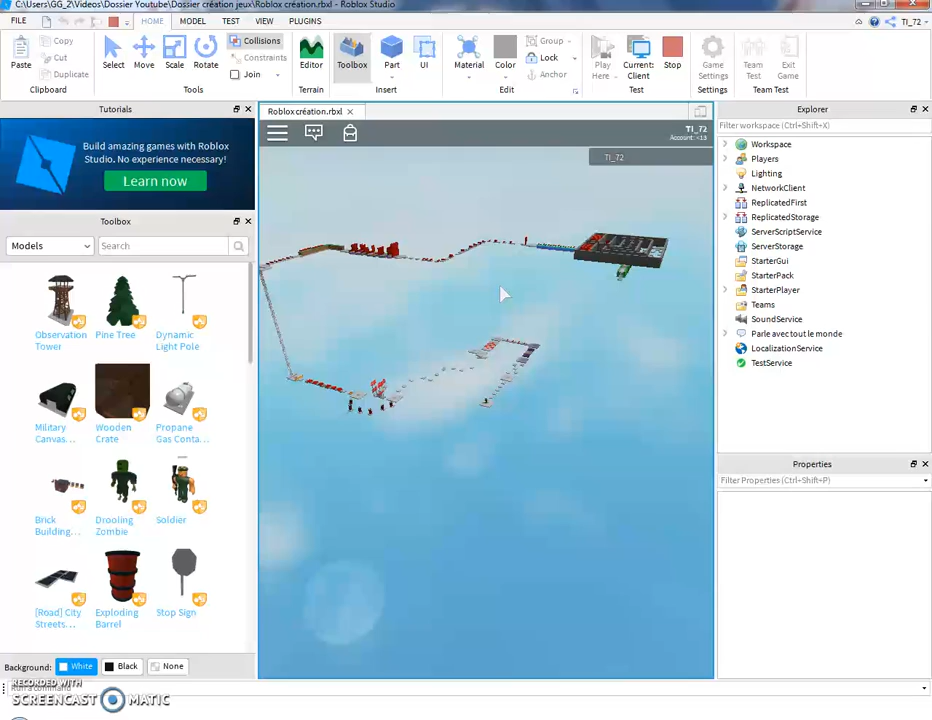 C:\Users\GG_2\Videos\Dossier Youtube\Dossier création jeux\Roblox création.rbxl - Roblox Studio
FILE HOME MODEL TEST VIEW PLUGINS TI_72
Paste Copy Cut Duplicate Clipboard
Select Move Scale Rotate Collisions Constraints Join Tools
Editor Terrain
Toolbox Part UI Insert
Material Color Group Lock Anchor Edit
Play Here Current: Client Stop Test
Game Settings Settings
Team Test Exit Game Team Test
Tutorials
Build amazing games with Roblox
Studio. No experience necessary!
Learn now
Toolbox
Models Search
Observation Tower
Pine Tree
Dynamic Light Pole
Military Canvas...
Wooden Crate
Propane Gas Conta...
Brick Building...
Drooling Zombie
Soldier
[Road] City Streets...
Exploding Barrel
Stop Sign
Background: White Black None
Run a command
RECORDED WITH
SCREENCAST MATIC
Roblox création.rbxl
TI_72
Account: <13
TI_72
Explorer
Filter workspace (Ctrl+Shift+X)
Workspace
Players
Lighting
NetworkClient
ReplicatedFirst
ReplicatedStorage
ServerScriptService
ServerStorage
StarterGui
StarterPack
StarterPlayer
Teams
SoundService
Parle avec tout le monde
LocalizationService
TestService
Properties
Filter Properties (Ctrl+Shift+P)